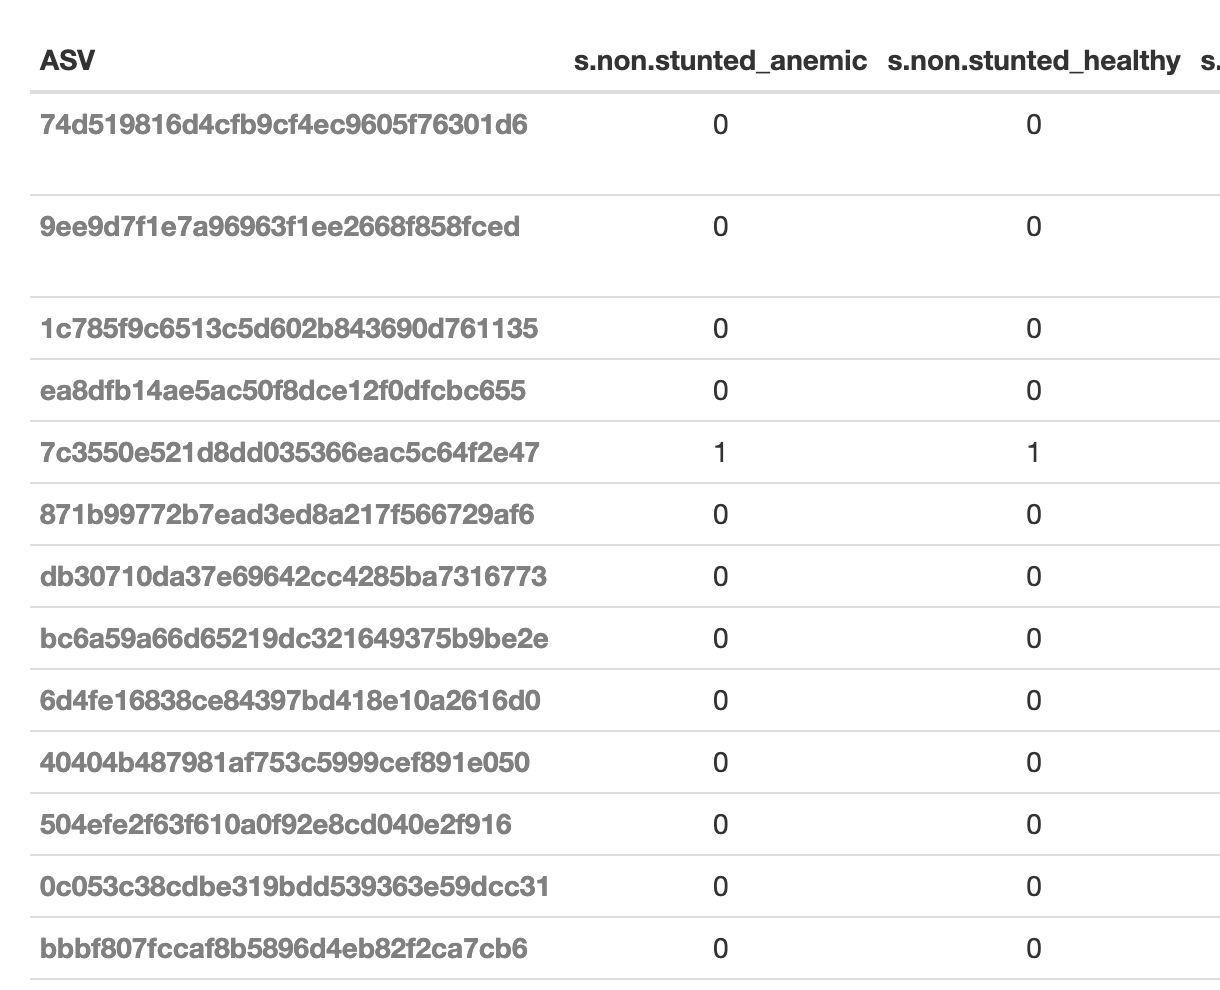 ASV s.non.stunted_anemic s.non.stunted_healthy s.
74d519816d4cfb9cf4ec9605f76301d6 0 0
9ee9d7f1e7a96963f1ee2668f858fced 0 0
1c785f9c6513c5d602b843690d761135 0 0
ea8dfb14ae5ac50f8dce12f0dfcbc655 0 0
7c3550e521d8dd035366eac5c64f2e47 1 1
871b99772b7ead3ed8a217f566729af6 0 0
db30710da37e69642cc4285ba7316773 0 0
bc6a59a66d65219dc321649375b9be2e 0 0
6d4fe16838ce84397bd418e10a2616d0 0 0
40404b487981af753c5999cef891e050 0 0
504efe2f63f610a0f92e8cd040e2f916 0 0
0c053c38cdbe319bdd539363e59dcc31 0 0
bbbf807fccaf8b5896d4eb82f2ca7cb6 0 0